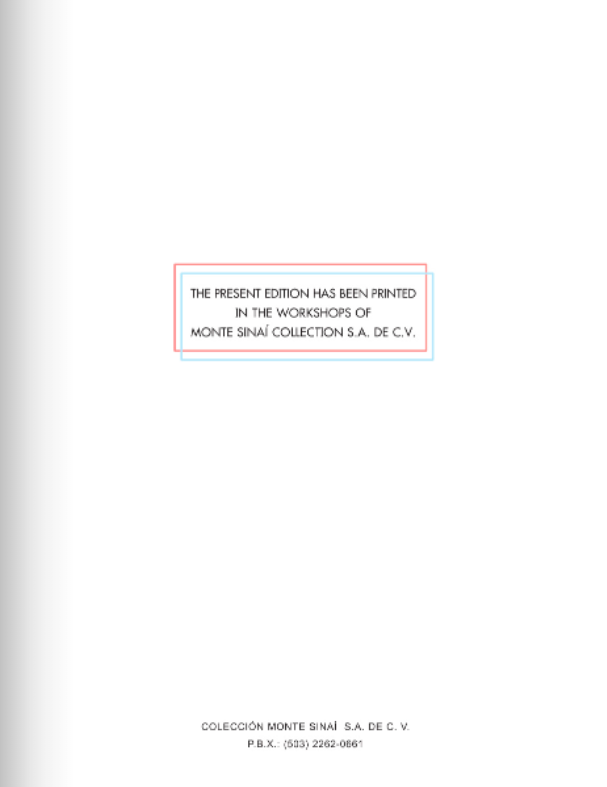 THE PRESENT EDITION HAS BEEN PRINTED
IN THE WORKSHOPS OF
MONTE SINAÍ COLLECTION S.A. DE C.V.
COLECCIÓN MONTE SINAÍ S.A. DE C. V.
P.B.X.: (503) 2262-0661